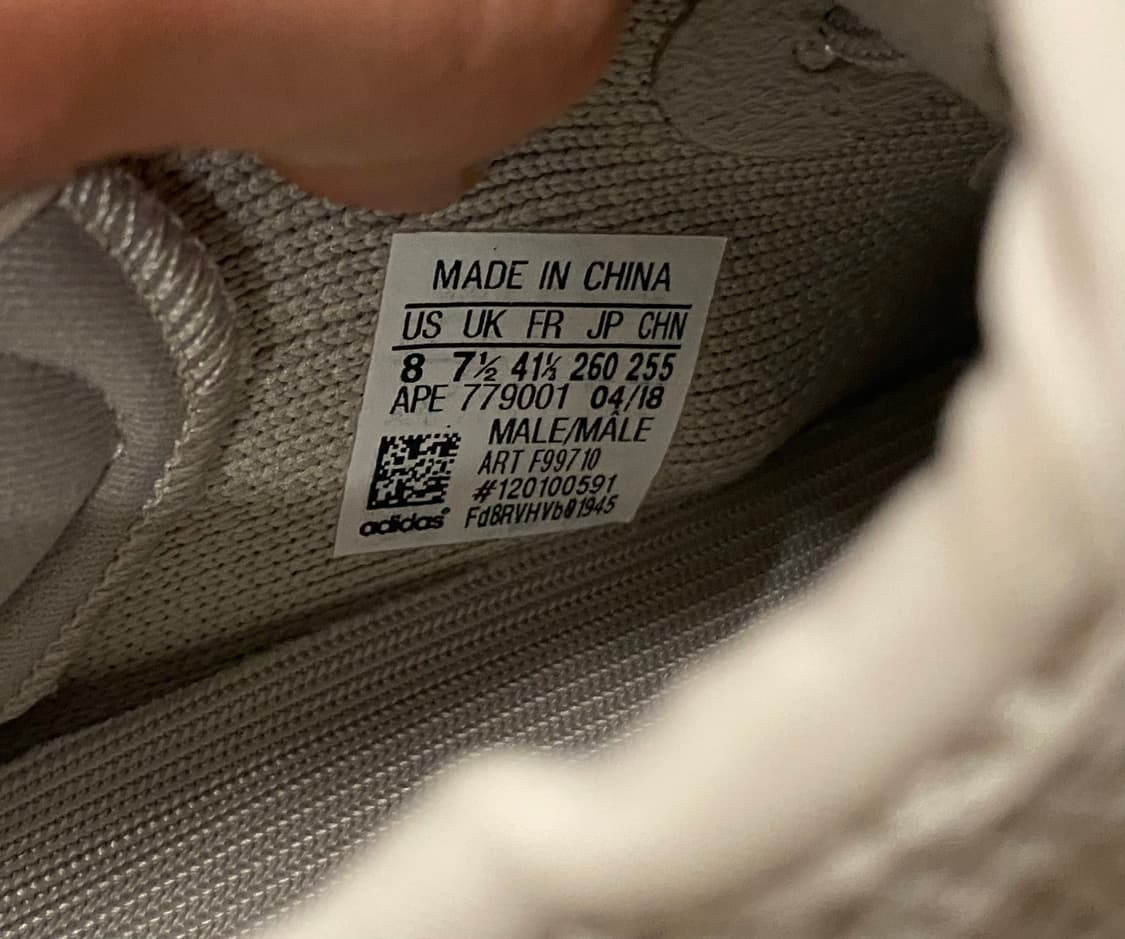 MADE IN CHINA
US UK FR JP CHN
8 7½ 41⅓ 260 255
APE 779001 04/18
MALE/MÂLE
ART F99710
#120100591
adidas® Fd8RVHVb01945